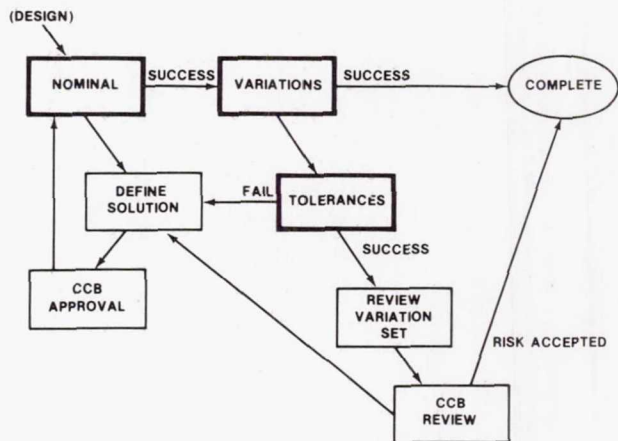 (DESIGN)
NOMINAL
SUCCESS
VARIATIONS
SUCCESS
COMPLETE
DEFINE
SOLUTION
FAIL
TOLERANCES
SUCCESS
CCB
APPROVAL
REVIEW
VARIATION
SET
RISK ACCEPTED
CCB
REVIEW